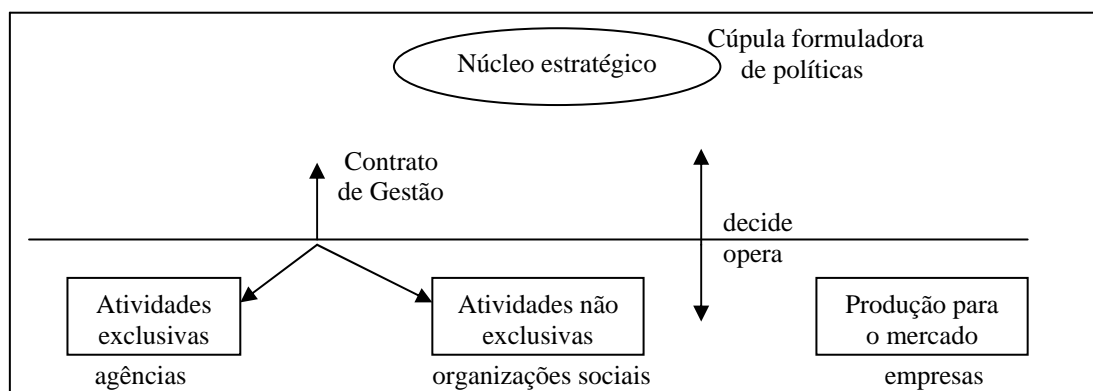 Núcleo estratégico
Cúpula formuladora
de políticas
Contrato
de Gestão
decide
opera
Atividades
exclusivas
Atividades não
exclusivas
Produção para
o mercado
agências
organizações sociais
empresas